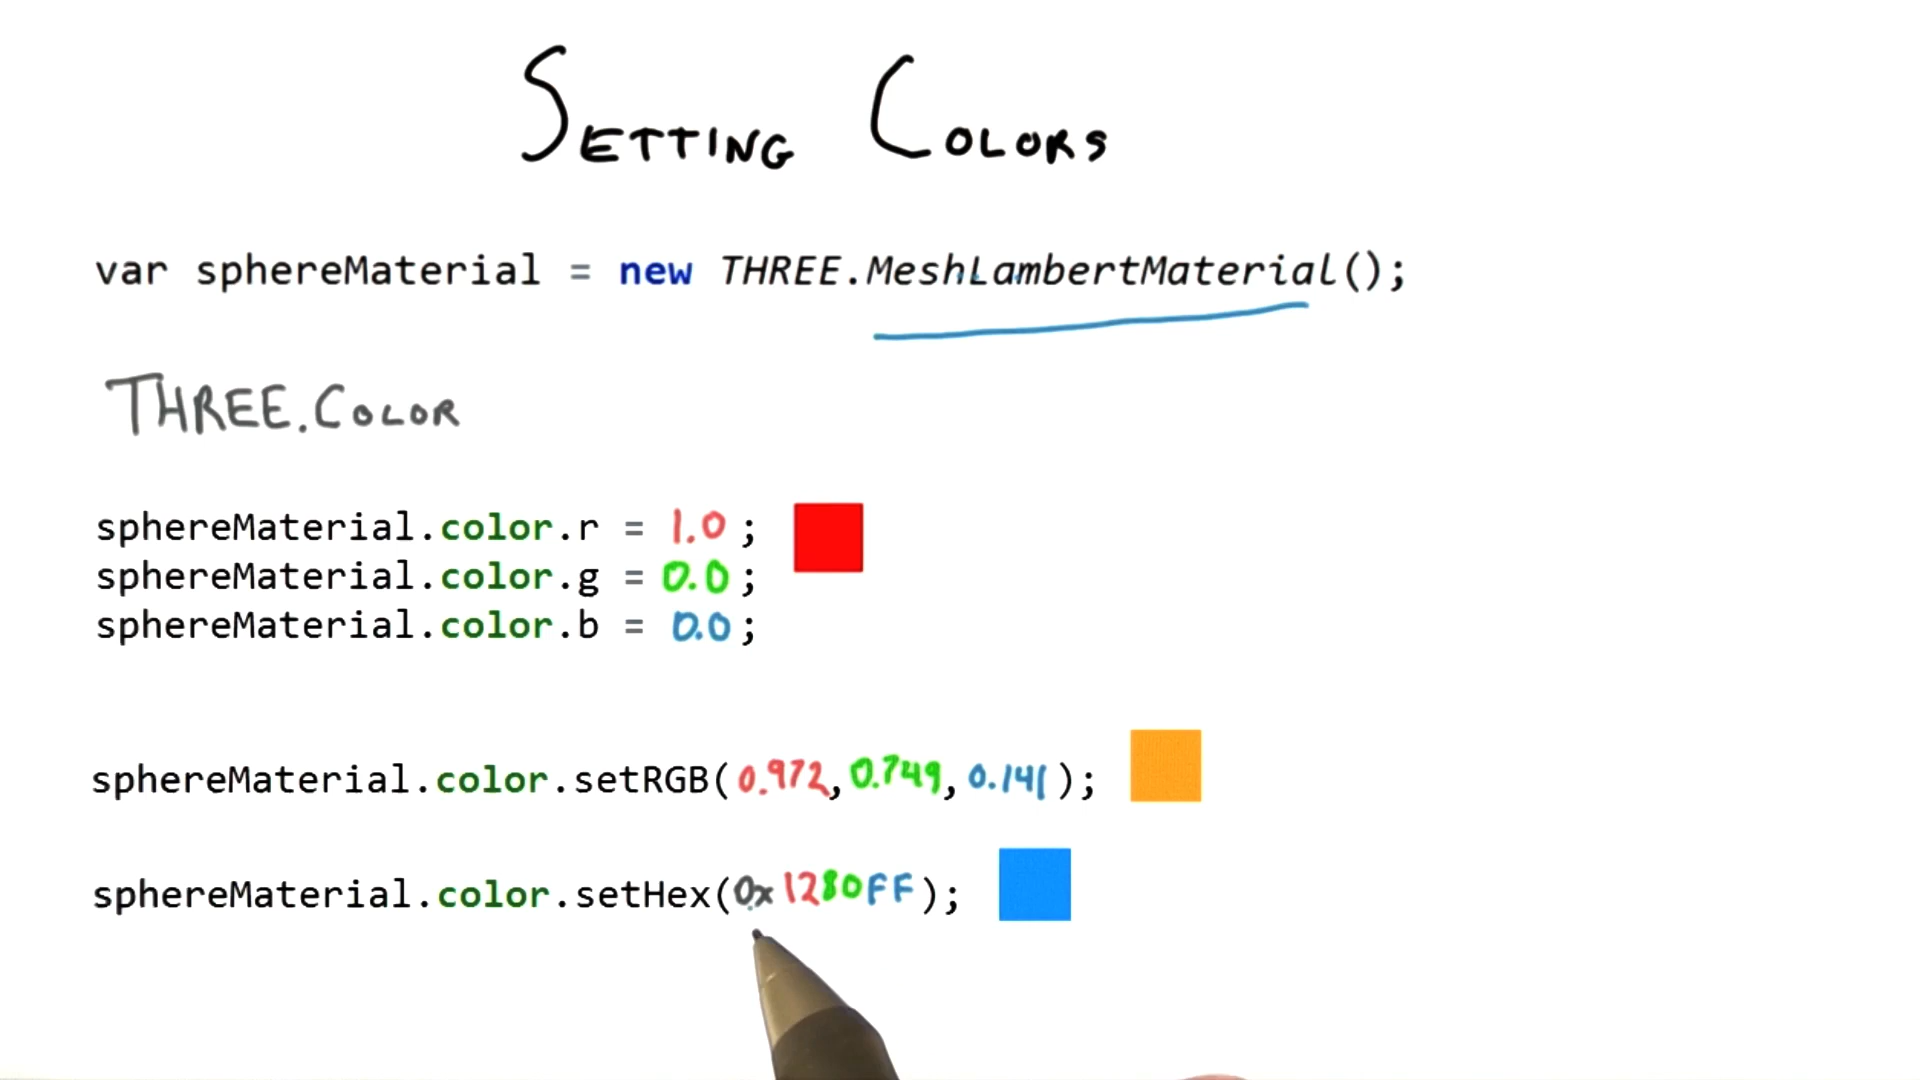 SETTING COLORS
var sphereMaterial = new THREE.MeshLambertMaterial();
THREE.COLOR
sphereMaterial.color.r = 1.0 ;
sphereMaterial.color.g = 0.0 ;
sphereMaterial.color.b = 0.0 ;
sphereMaterial.color.setRGB(0.972, 0.749, 0.141);
sphereMaterial.color.setHex(0x1280FF);